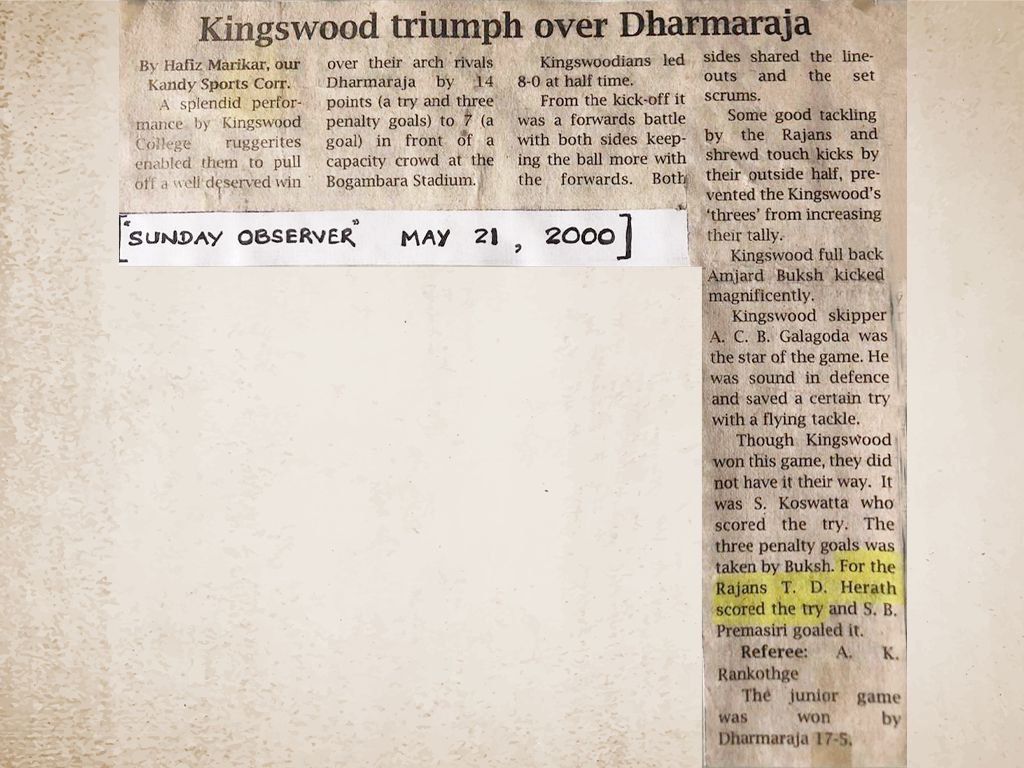 Kingswood triumph over Dharmaraja
By Hafiz Marikar, our
Kandy Sports Corr.
A splendid perfor-
mance by Kingswood
College ruggerites
enabled them to pull
off a well deserved win
over their arch rivals
Dharmaraja by 14
points (a try and three
penalty goals) to 7 (a
goal) in front of a
capacity crowd at the
Bogambara Stadium.
Kingswoodians led
8-0 at half time.
From the kick-off it
was a forwards battle
with both sides keep-
ing the ball more with
the forwards. Both
sides shared the line-
outs and the set
scrums.
Some good tackling
by the Rajans and
shrewd touch kicks by
their outside half, pre-
vented the Kingswood's
'threes' from increasing
their tally.
Kingswood full back
Amjard Buksh kicked
magnificently.
Kingswood skipper
A. C. B. Galagoda was
the star of the game. He
was sound in defence
and saved a certain try
with a flying tackle.
Though Kingswood
won this game, they did
not have it their way. It
was S. Koswatta who
scored the try. The
three penalty goals was
taken by Buksh. For the
Rajans T. D. Herath
scored the try and S. B.
Premasiri goaled it.
Referee: A. K.
Rankothge
The junior game
was won by
Dharmaraja 17-5.
["SUNDAY OBSERVER" MAY 21, 2000]